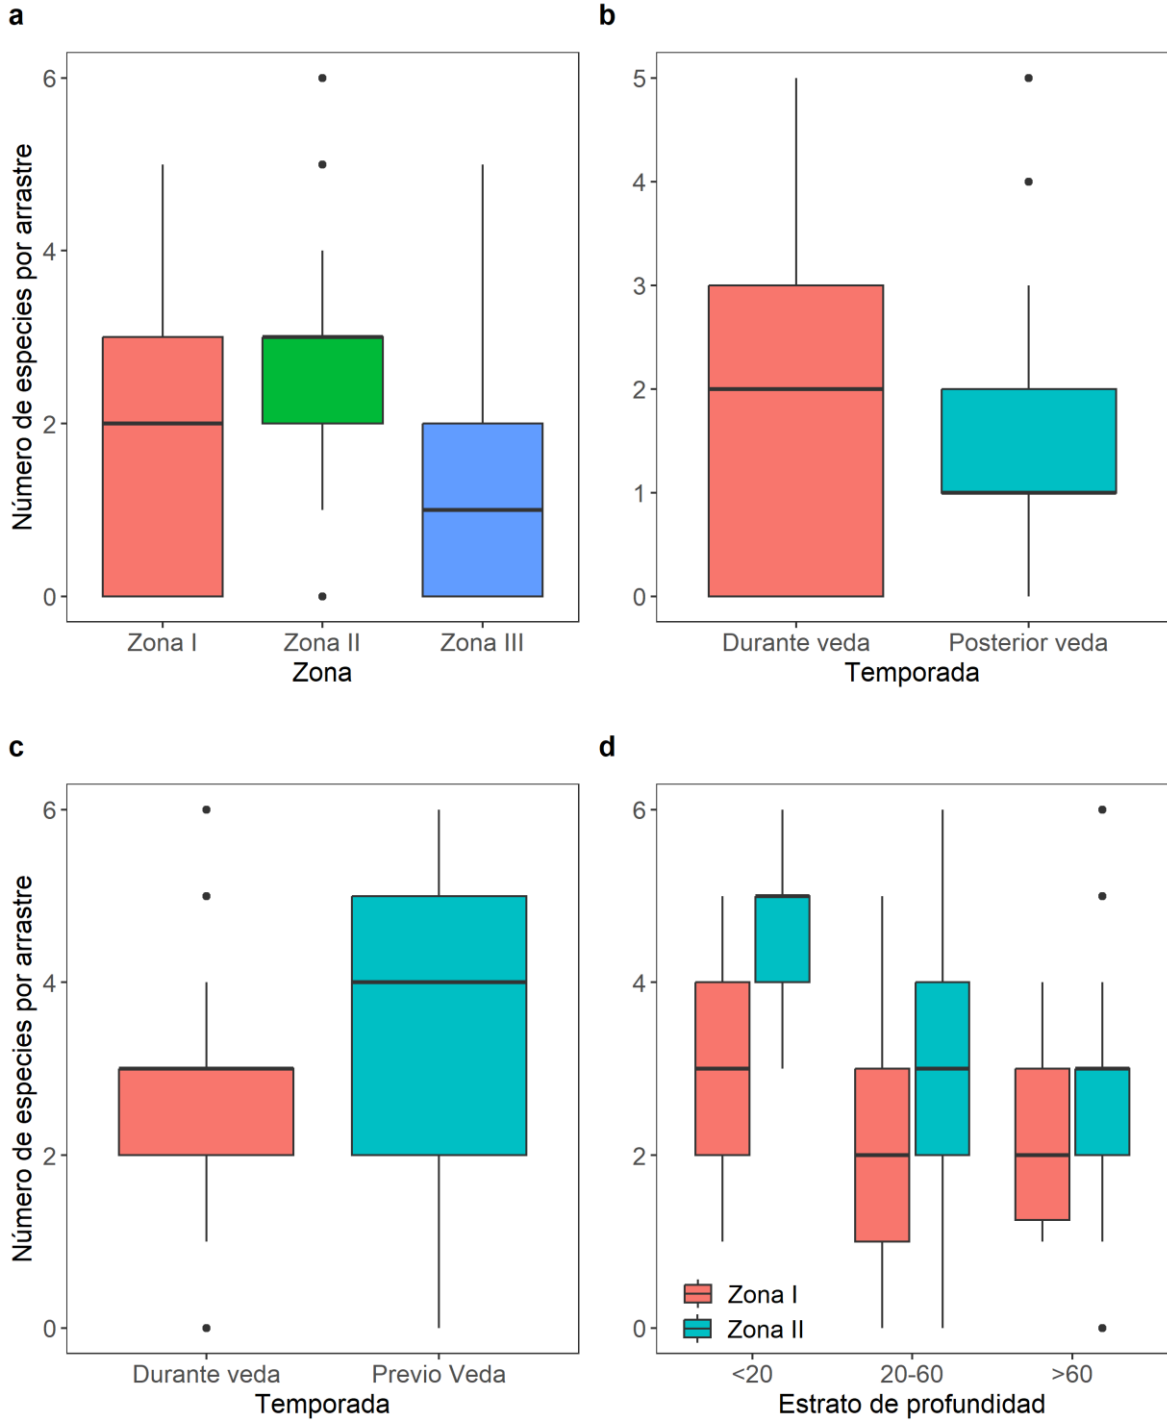 a
Número de especies por arrastre
6
4
2
0
Zona I Zona II Zona III
Zona
b
5
4
3
2
1
0
Durante veda Posterior veda
Temporada
c
Número de especies por arrastre
6
4
2
0
Durante veda Previo Veda
Temporada
d
6
4
2
0
Zona I
Zona II
<20 20-60 >60
Estrato de profundidad